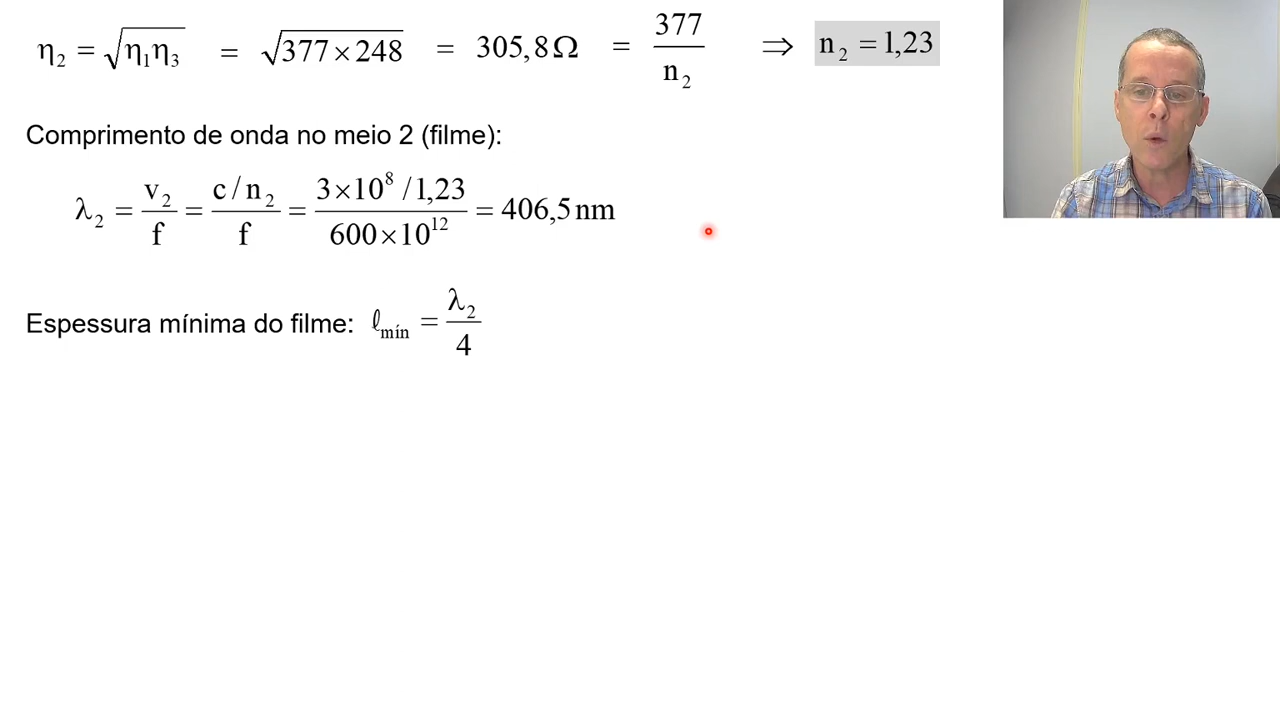 η₂ = √(η₁η₃) = √(377×248) = 305,8Ω = 377/n₂ ⇒ n₂ = 1,23
Comprimento de onda no meio 2 (filme):
λ₂ = v₂/f = (c/n₂)/f = (3×10⁸/1,23)/(600×10¹²) = 406,5 nm
Espessura mínima do filme: ℓ_mín = λ₂/4